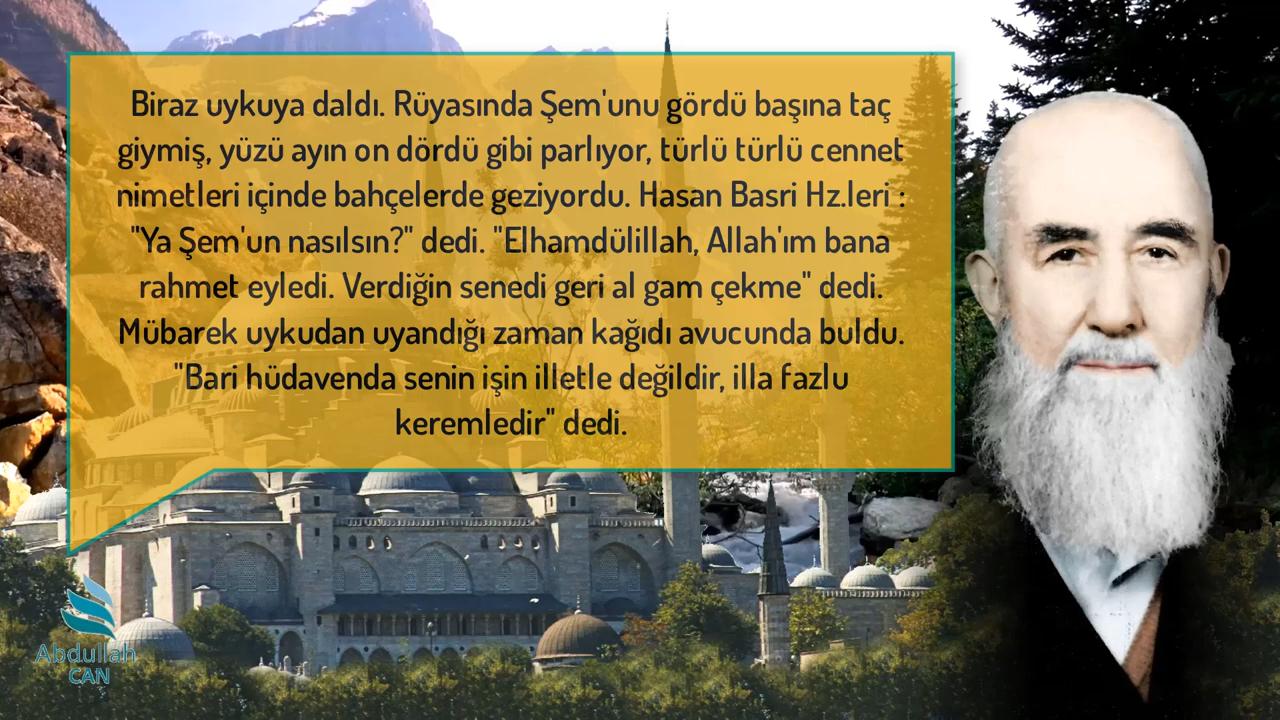 Biraz uykuya daldı. Rüyasında Şem'unu gördü başına taç
giymiş, yüzü ayın on dördü gibi parlıyor, türlü türlü cennet
nimetleri içinde bahçelerde geziyordu. Hasan Basri Hz.leri :
"Ya Şem'un nasılsın?" dedi. "Elhamdülillah, Allah'ım bana
rahmet eyledi. Verdiğin senedi geri al gam çekme" dedi.
Mübarek uykudan uyandığı zaman kağıdı avucunda buldu.
"Bari hüdavenda senin işin illetle değildir, illa fazlu
keremledir" dedi.
Abdullah
CAN